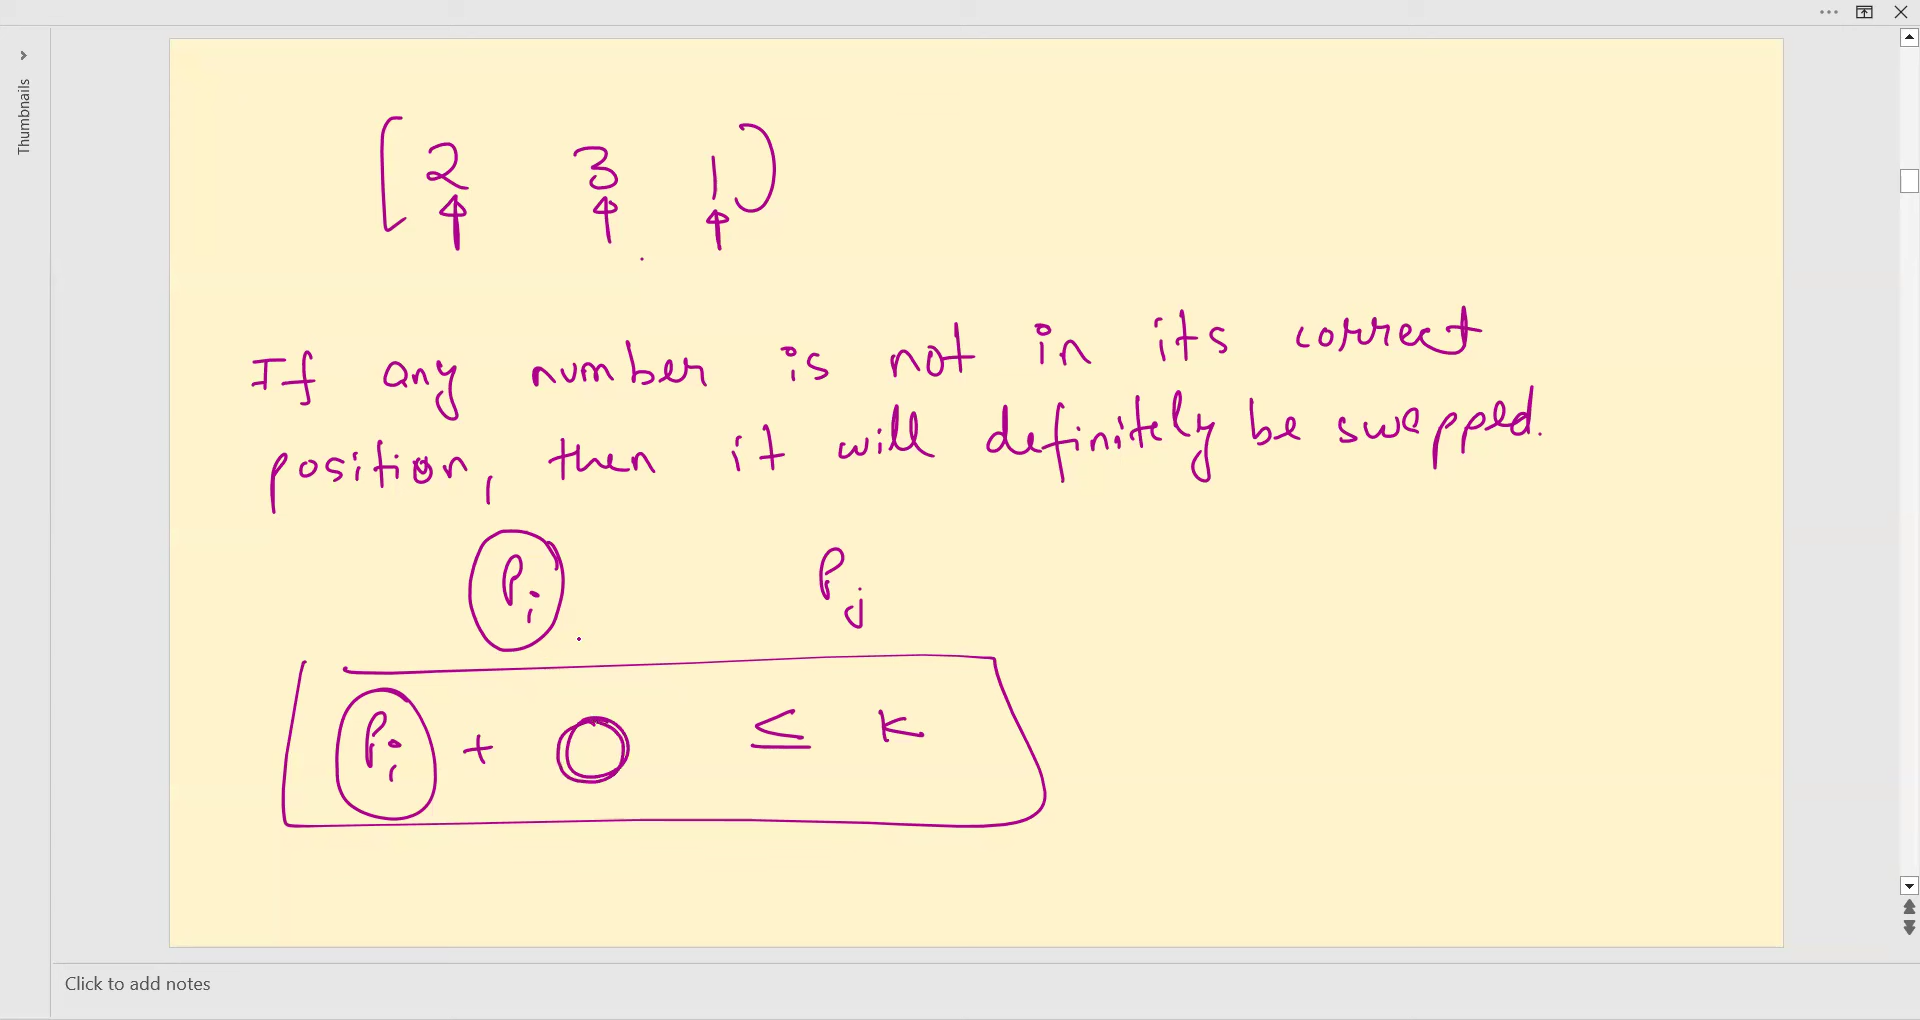 Thumbnails
[ 2 3 1 )
If any number is not in its correct
position, then it will definitely be swapped.
Pi Pj
Pi + O ≤ K
Click to add notes